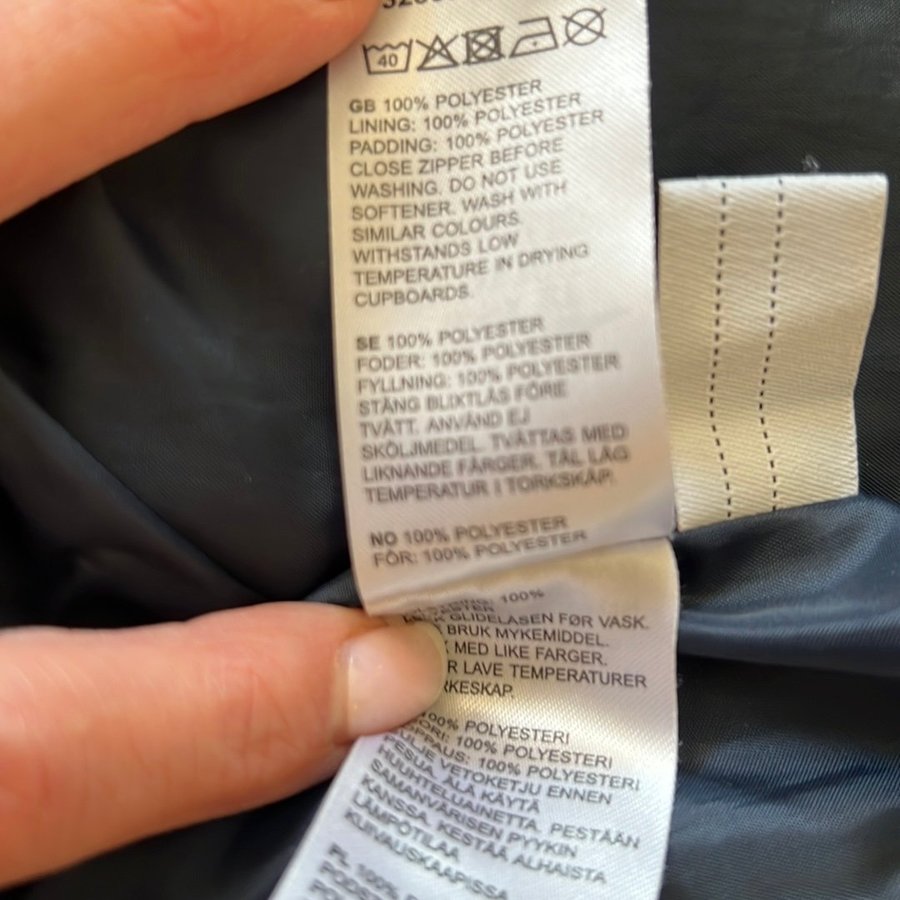 40
GB 100% POLYESTER
LINING: 100% POLYESTER
PADDING: 100% POLYESTER
CLOSE ZIPPER BEFORE
WASHING. DO NOT USE
SOFTENER. WASH WITH
SIMILAR COLOURS.
WITHSTANDS LOW
TEMPERATURE IN DRYING
CUPBOARDS.
SE 100% POLYESTER
FODER: 100% POLYESTER
FYLLNING: 100% POLYESTER
STÄNG BLIXTLÅS FÖRE
TVÄTT. ANVÄND EJ
SKÖLJMEDEL. TVÄTTAS MED
LIKNANDE FÄRGER. TÅL LÅG
TEMPERATUR I TORKSKÅP.
NO 100% POLYESTER
FÔR: 100% POLYESTER
100%
GLIDELÅSEN FØR VASK.
BRUK MYKEMIDDEL.
MED LIKE FARGER.
LAVE TEMPERATURER
100% POLYESTERI
100% POLYESTERI
100% POLYESTERI
VETOKETJU ENNEN
ÄLÄ KÄYTÄ
HUUHTELUAINETTA. PESTÄÄN
SAMANVÄRISEN PYYKIN
KANSSA. KESTÄÄ ALHAISTA
LÄMPÖTILAA
KUIVAUSKAAPISSA
PL 100%